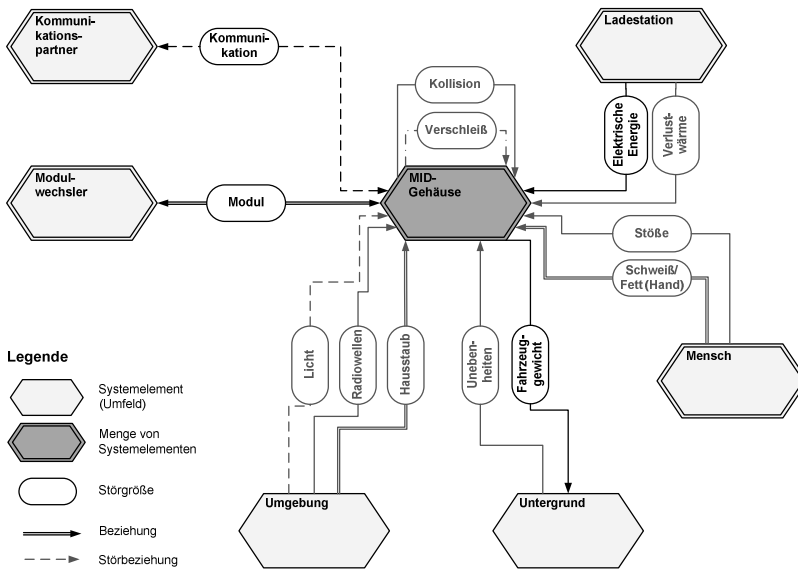 Kommuni-
kations-
partner
Kommuni-
kation
Ladestation
Kollision
Verschleiß
Elektrische
Energie
Verlust-
wärme
Modul-
wechsler
Modul
MID-
Gehäuse
Stöße
Schweiß/
Fett (Hand)
Mensch
Licht
Radiowellen
Hausstaub
Uneben-
heiten
Fahrzeug-
gewicht
Umgebung
Untergrund
Legende
Systemelement
(Umfeld)
Menge von
Systemelementen
Störgröße
Beziehung
Störbeziehung